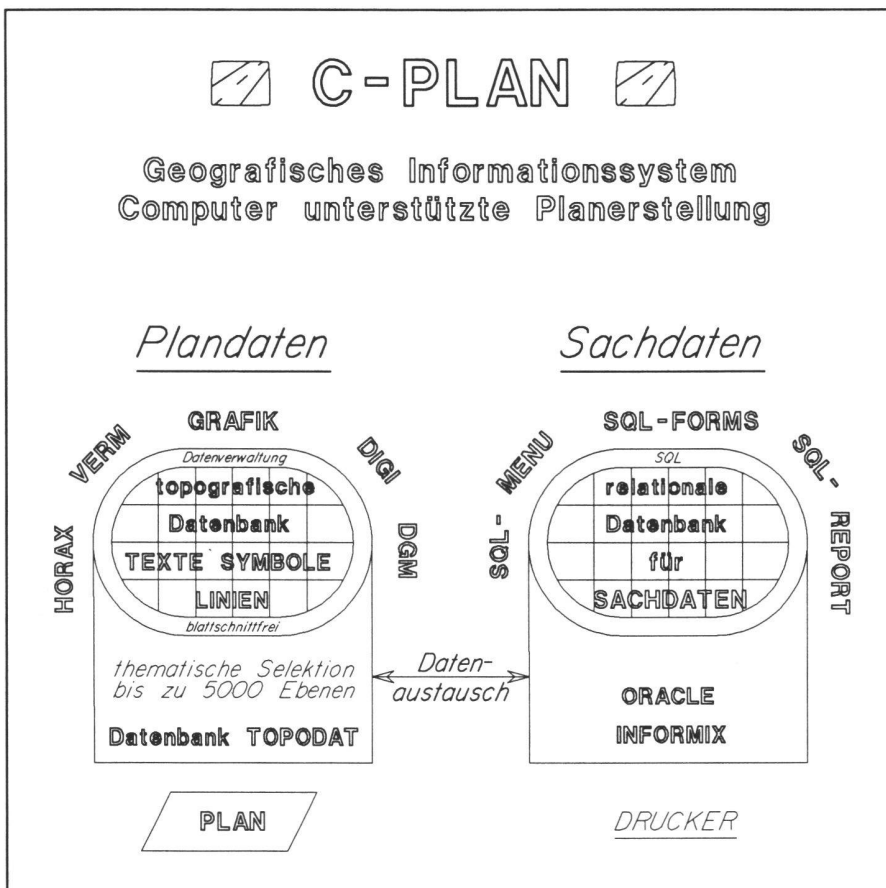 C-PLAN
Geografisches Informationssystem
Computer unterstützte Planerstellung
Plandaten
HORAX
VERM
GRAFIK
DIGI
DGM
Datenverwaltung
topografische
Datenbank
TEXTE SYMBOLE
LINIEN
blattschnittfrei
thematische Selektion
bis zu 5000 Ebenen
Datenbank TOPODAT
PLAN
Daten-
austausch
Sachdaten
SQL-MENU
SQL-FORMS
SQL-REPORT
SQL
relationale
Datenbank
für
SACHDATEN
ORACLE
INFORMIX
DRUCKER